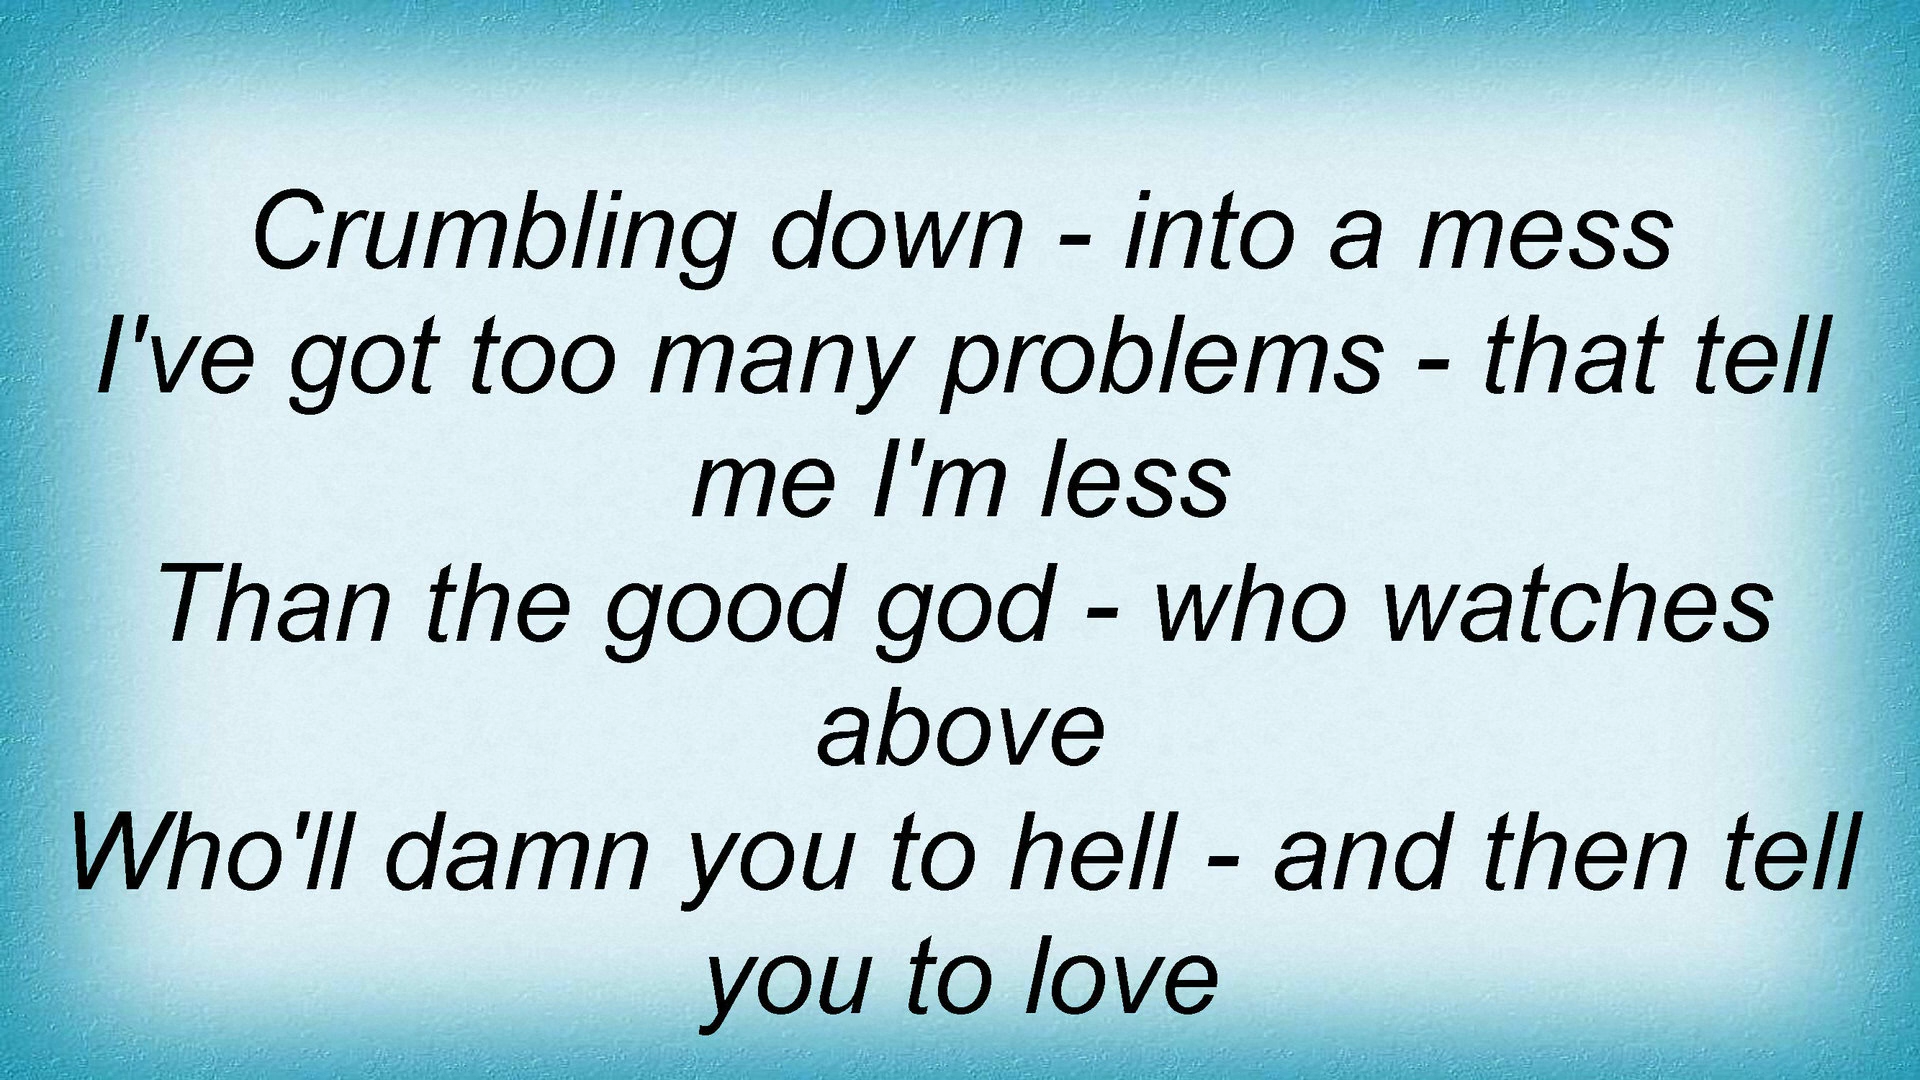 Crumbling down - into a mess
I've got too many problems - that tell
me I'm less
Than the good god - who watches
above
Who'll damn you to hell - and then tell
you to love